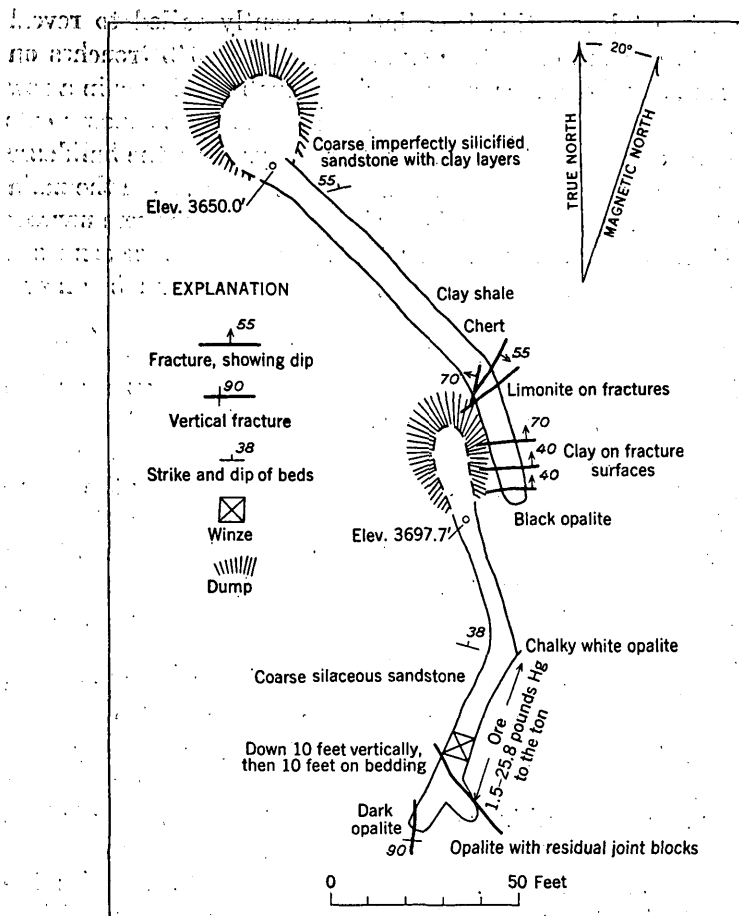 20°
TRUE NORTH
MAGNETIC NORTH
Coarse imperfectly silicified
sandstone with clay layers
55
Elev. 3650.0'
EXPLANATION
55
Fracture, showing dip
90
Vertical fracture
38
Strike and dip of beds
Winze
Dump
Clay shale
Chert
55
70
Limonite on fractures
70
40
Clay on fracture
surfaces
40
Black opalite
Elev. 3697.7'
38
Chalky white opalite
Coarse silaceous sandstone
Ore
1.5–25.8 pounds Hg
to the ton
Down 10 feet vertically,
then 10 feet on bedding
Dark
opalite
90
Opalite with residual joint blocks
0 50 Feet